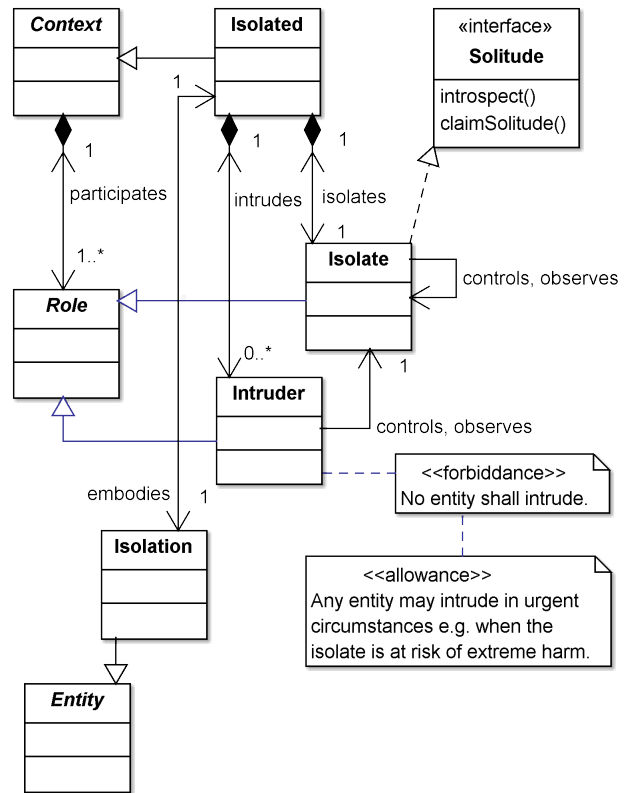 Context
Isolated
«interface»
Solitude
introspect()
claimSolitude()
1
1
1
1
participates
intrudes
isolates
1
1..*
Isolate
controls, observes
Role
0..*
1
Intruder
controls, observes
<<forbiddance>>
No entity shall intrude.
embodies
1
Isolation
<<allowance>>
Any entity may intrude in urgent
circumstances e.g. when the
isolate is at risk of extreme harm.
Entity